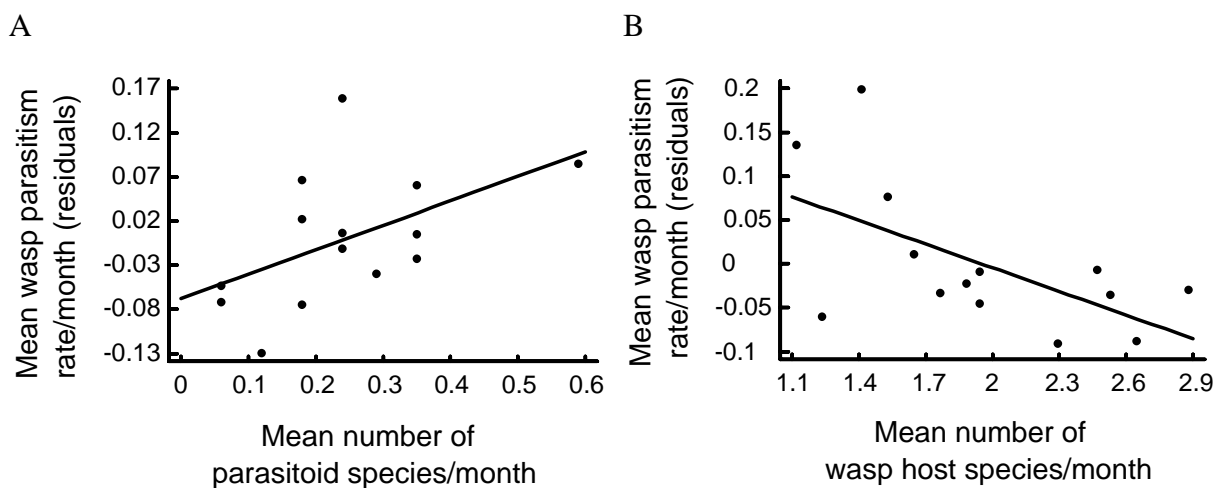 A
Mean wasp parasitism
rate/month (residuals)
0.17
0.12
0.07
0.02
-0.03
-0.08
-0.13
0
0.1
0.2
0.3
0.4
0.5
0.6
Mean number of
parasitoid species/month
B
Mean wasp parasitism
rate/month (residuals)
0.2
0.15
0.1
0.05
0
-0.05
-0.1
1.1
1.4
1.7
2
2.3
2.6
2.9
Mean number of
wasp host species/month